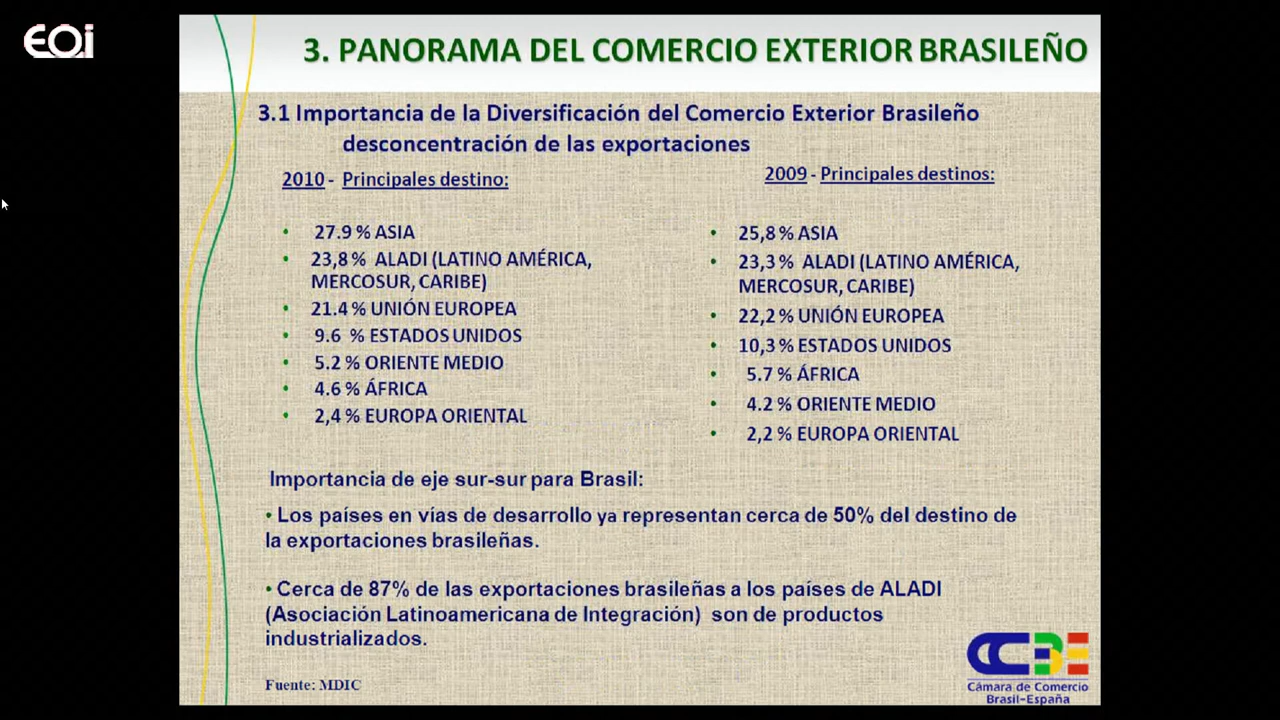 EOi
3. PANORAMA DEL COMERCIO EXTERIOR BRASILEÑO
3.1 Importancia de la Diversificación del Comercio Exterior Brasileño
desconcentración de las exportaciones
2010 - Principales destino:
• 27.9 % ASIA
• 23,8 % ALADI (LATINO AMÉRICA,
MERCOSUR, CARIBE)
• 21.4 % UNIÓN EUROPEA
• 9.6 % ESTADOS UNIDOS
• 5.2 % ORIENTE MEDIO
• 4.6 % ÁFRICA
• 2,4 % EUROPA ORIENTAL
2009 - Principales destinos:
• 25,8 % ASIA
• 23,3 % ALADI (LATINO AMÉRICA,
MERCOSUR, CARIBE)
• 22,2 % UNIÓN EUROPEA
• 10,3 % ESTADOS UNIDOS
• 5.7 % ÁFRICA
• 4.2 % ORIENTE MEDIO
• 2,2 % EUROPA ORIENTAL
Importancia de eje sur-sur para Brasil:
• Los países en vías de desarrollo ya representan cerca de 50% del destino de
la exportaciones brasileñas.
• Cerca de 87% de las exportaciones brasileñas a los países de ALADI
(Asociación Latinoamericana de Integración) son de productos
industrializados.
Fuente: MDIC
CCBE
Cámara de Comercio
Brasil-España